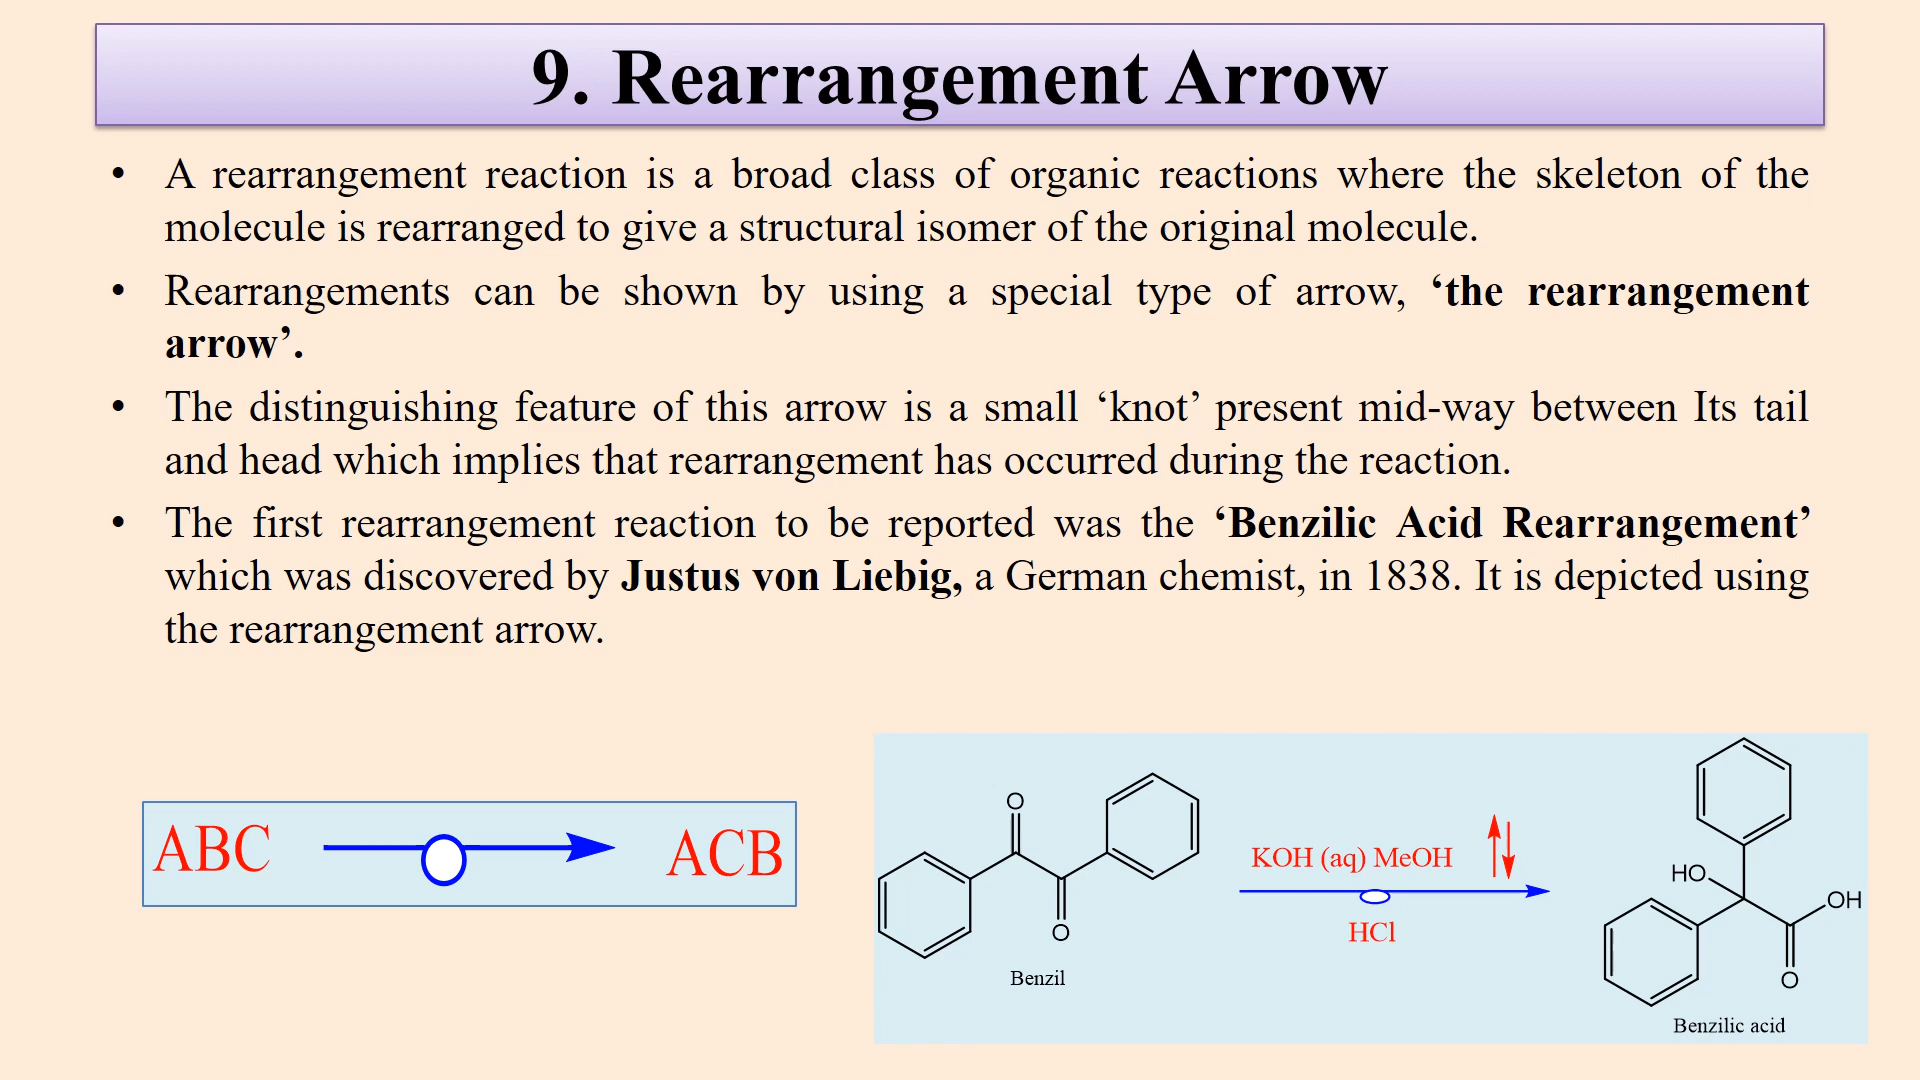 9. Rearrangement Arrow
• A rearrangement reaction is a broad class of organic reactions where the skeleton of the
molecule is rearranged to give a structural isomer of the original molecule.
• Rearrangements can be shown by using a special type of arrow, ‘the rearrangement
arrow’.
• The distinguishing feature of this arrow is a small ‘knot’ present mid-way between Its tail
and head which implies that rearrangement has occurred during the reaction.
• The first rearrangement reaction to be reported was the ‘Benzilic Acid Rearrangement’
which was discovered by Justus von Liebig, a German chemist, in 1838. It is depicted using
the rearrangement arrow.
ABC
ACB
O
O
Benzil
KOH (aq) MeOH
HCl
HO
OH
O
Benzilic acid